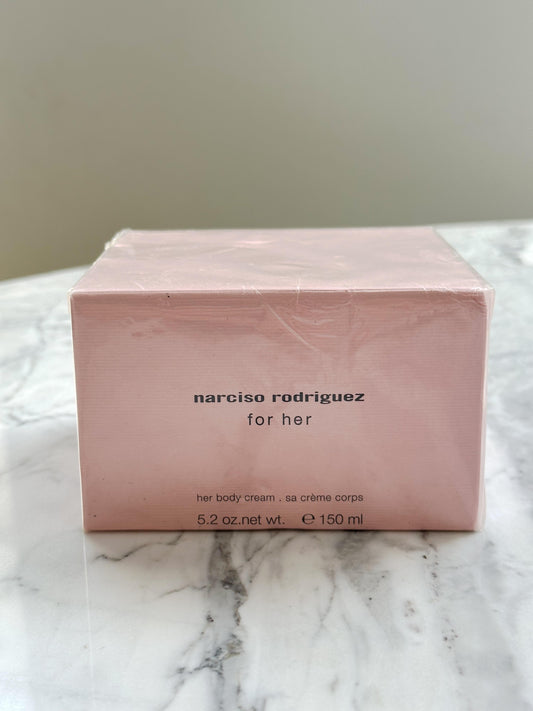 narciso rodriguez
for her
her body cream . sa crème corps
5.2 oz.net wt. ℮ 150 ml